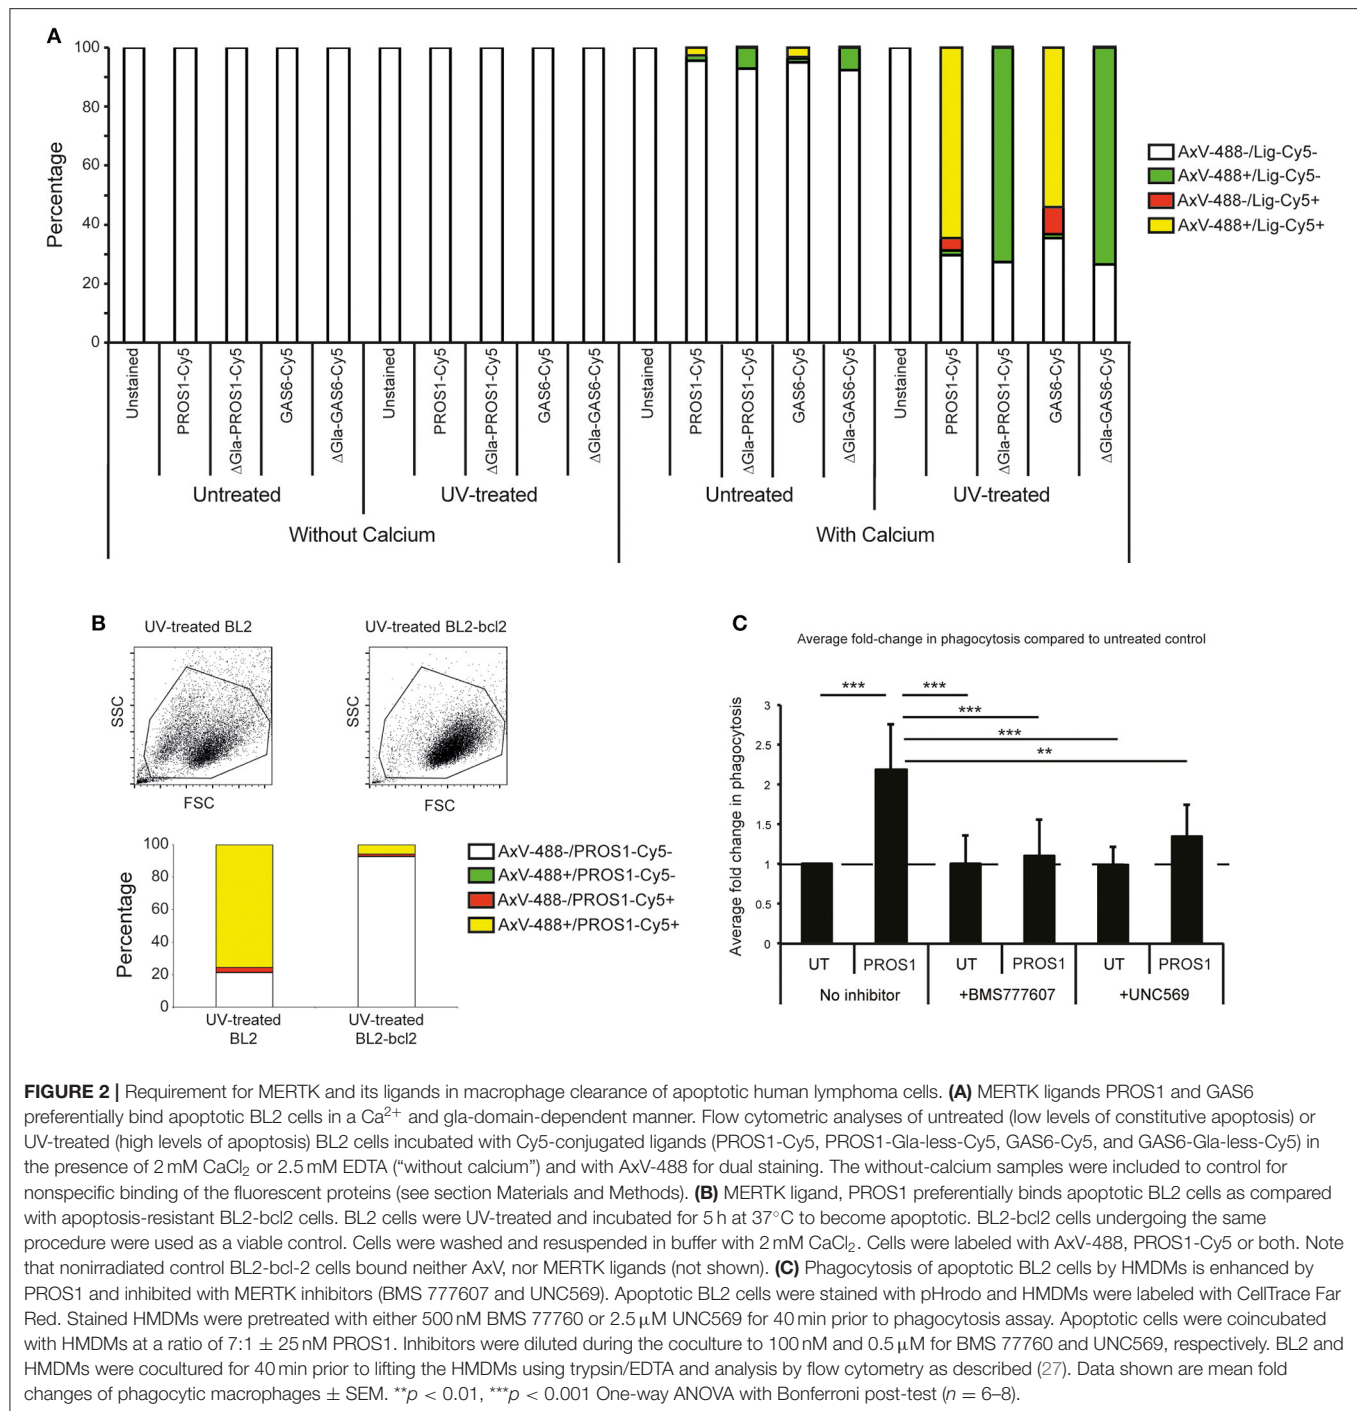 A
100
80
60
40
20
0
Percentage
AxV-488-/Lig-Cy5-
AxV-488+/Lig-Cy5-
AxV-488-/Lig-Cy5+
AxV-488+/Lig-Cy5+
Unstained
PROS1-Cy5
ΔGla-PROS1-Cy5
GAS6-Cy5
ΔGla-GAS6-Cy5
Unstained
PROS1-Cy5
ΔGla-PROS1-Cy5
GAS6-Cy5
ΔGla-GAS6-Cy5
Unstained
PROS1-Cy5
ΔGla-PROS1-Cy5
GAS6-Cy5
ΔGla-GAS6-Cy5
Unstained
PROS1-Cy5
ΔGla-PROS1-Cy5
GAS6-Cy5
ΔGla-GAS6-Cy5
Untreated
UV-treated
Untreated
UV-treated
Without Calcium
With Calcium
B
UV-treated BL2
UV-treated BL2-bcl2
SSC
FSC
SSC
FSC
100
80
60
40
20
0
Percentage
UV-treated
BL2
UV-treated
BL2-bcl2
AxV-488-/PROS1-Cy5-
AxV-488+/PROS1-Cy5-
AxV-488-/PROS1-Cy5+
AxV-488+/PROS1-Cy5+
C
Average fold-change in phagocytosis compared to untreated control
***
***
***
***
**
3
2.5
2
1.5
1
0.5
0
Average fold change in phagocytosis
UT
PROS1
UT
PROS1
UT
PROS1
No inhibitor
+BMS777607
+UNC569
FIGURE 2 | Requirement for MERTK and its ligands in macrophage clearance of apoptotic human lymphoma cells. (A) MERTK ligands PROS1 and GAS6
preferentially bind apoptotic BL2 cells in a Ca2+ and gla-domain-dependent manner. Flow cytometric analyses of untreated (low levels of constitutive apoptosis) or
UV-treated (high levels of apoptosis) BL2 cells incubated with Cy5-conjugated ligands (PROS1-Cy5, PROS1-Gla-less-Cy5, GAS6-Cy5, and GAS6-Gla-less-Cy5) in
the presence of 2 mM CaCl2 or 2.5 mM EDTA (“without calcium”) and with AxV-488 for dual staining. The without-calcium samples were included to control for
nonspecific binding of the fluorescent proteins (see section Materials and Methods). (B) MERTK ligand, PROS1 preferentially binds apoptotic BL2 cells as compared
with apoptosis-resistant BL2-bcl2 cells. BL2 cells were UV-treated and incubated for 5 h at 37°C to become apoptotic. BL2-bcl2 cells undergoing the same
procedure were used as a viable control. Cells were washed and resuspended in buffer with 2 mM CaCl2. Cells were labeled with AxV-488, PROS1-Cy5 or both. Note
that nonirradiated control BL2-bcl-2 cells bound neither AxV, nor MERTK ligands (not shown). (C) Phagocytosis of apoptotic BL2 cells by HMDMs is enhanced by
PROS1 and inhibited with MERTK inhibitors (BMS 777607 and UNC569). Apoptotic BL2 cells were stained with pHrodo and HMDMs were labeled with CellTrace Far
Red. Stained HMDMs were pretreated with either 500 nM BMS 77760 or 2.5 µM UNC569 for 40 min prior to phagocytosis assay. Apoptotic cells were coincubated
with HMDMs at a ratio of 7:1 ± 25 nM PROS1. Inhibitors were diluted during the coculture to 100 nM and 0.5 µM for BMS 77760 and UNC569, respectively. BL2 and
HMDMs were cocultured for 40 min prior to lifting the HMDMs using trypsin/EDTA and analysis by flow cytometry as described (27). Data shown are mean fold
changes of phagocytic macrophages ± SEM. **p < 0.01, ***p < 0.001 One-way ANOVA with Bonferroni post-test (n = 6–8).